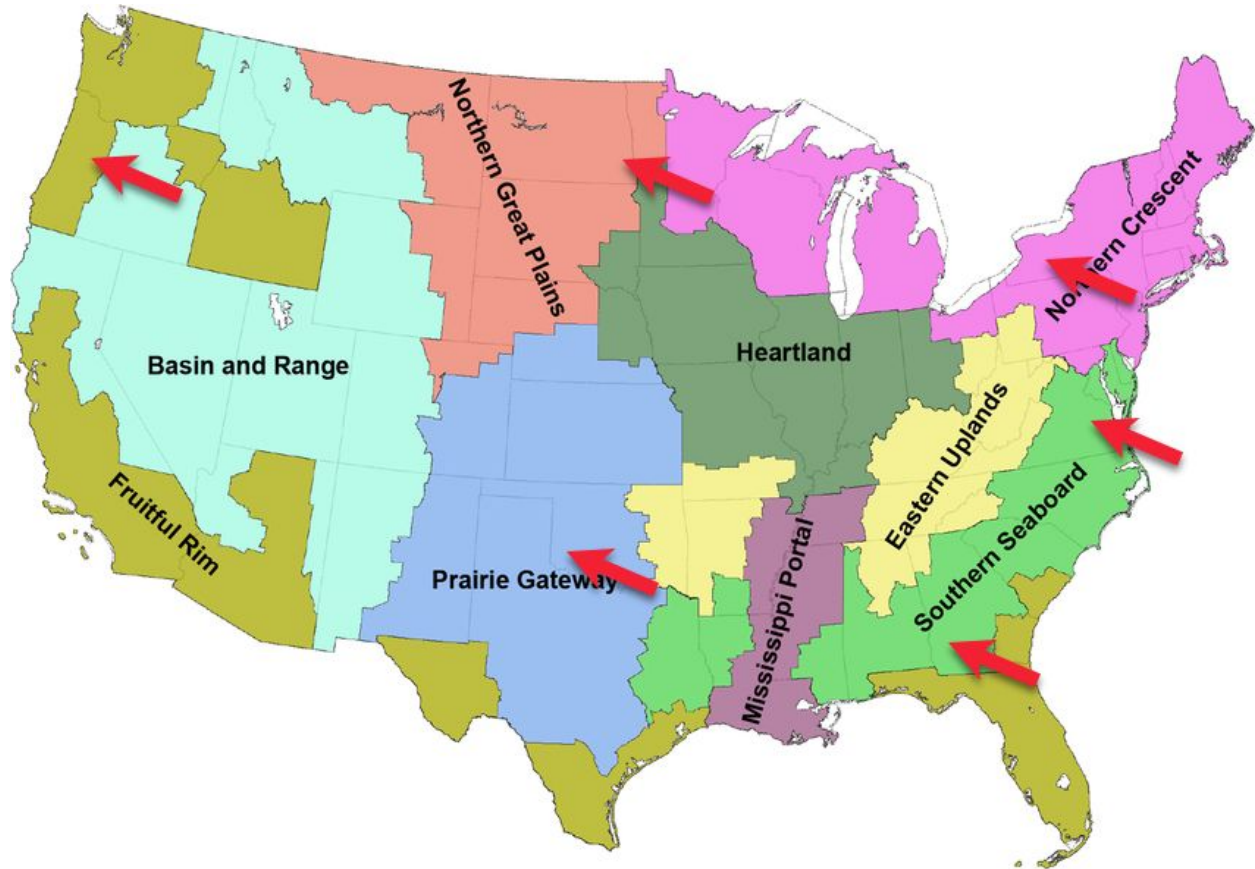 Northern Great Plains
Northern Crescent
Basin and Range
Heartland
Eastern Uplands
Fruitful Rim
Prairie Gateway
Mississippi Portal
Southern Seaboard